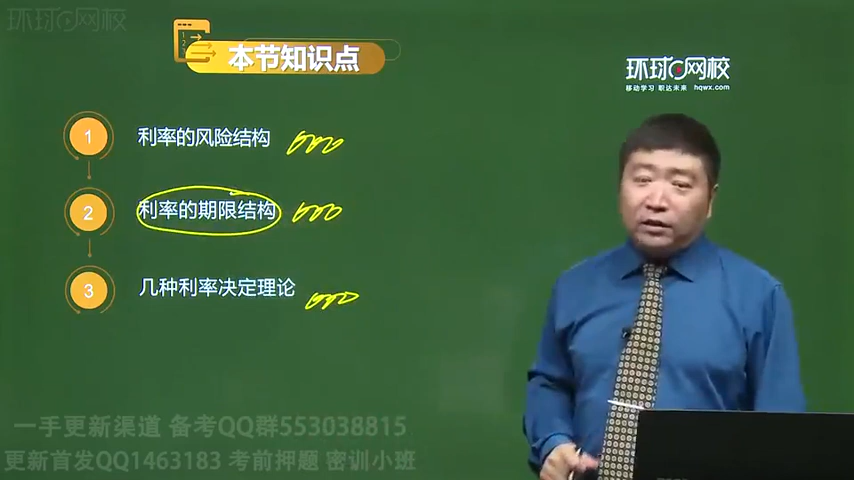 环球网校
本节知识点
环球网校
移动学习 职达未来 hqwx.com
1 利率的风险结构
2 利率的期限结构
3 几种利率决定理论
一手更新渠道 备考QQ群553038815
更新首发QQ1463183 考前押题 密训小班